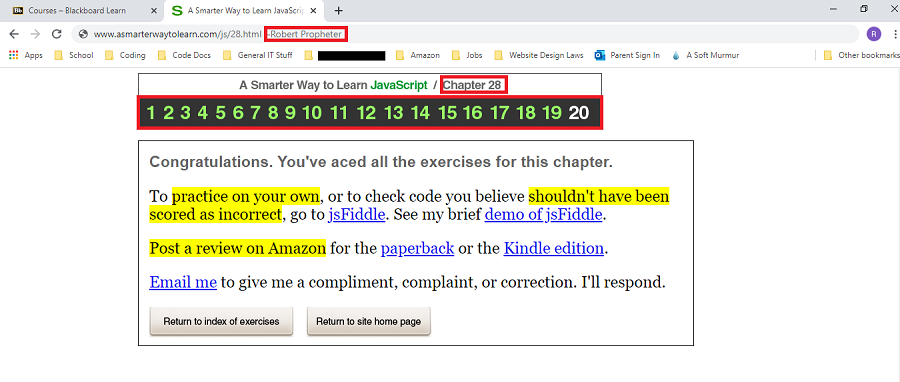 Courses – Blackboard Learn
A Smarter Way to Learn JavaScrip
www.asmarterwaytolearn.com/js/28.html -Robert Propheter
R
Apps School Coding Code Docs General IT Stuff Amazon Jobs Website Design Laws Parent Sign In A Soft Murmur Other bookmarks
A Smarter Way to Learn JavaScript / Chapter 28
1 2 3 4 5 6 7 8 9 10 11 12 13 14 15 16 17 18 19 20
Congratulations. You've aced all the exercises for this chapter.
To practice on your own, or to check code you believe shouldn't have been
scored as incorrect, go to jsFiddle. See my brief demo of jsFiddle.
Post a review on Amazon for the paperback or the Kindle edition.
Email me to give me a compliment, complaint, or correction. I'll respond.
Return to index of exercises Return to site home page